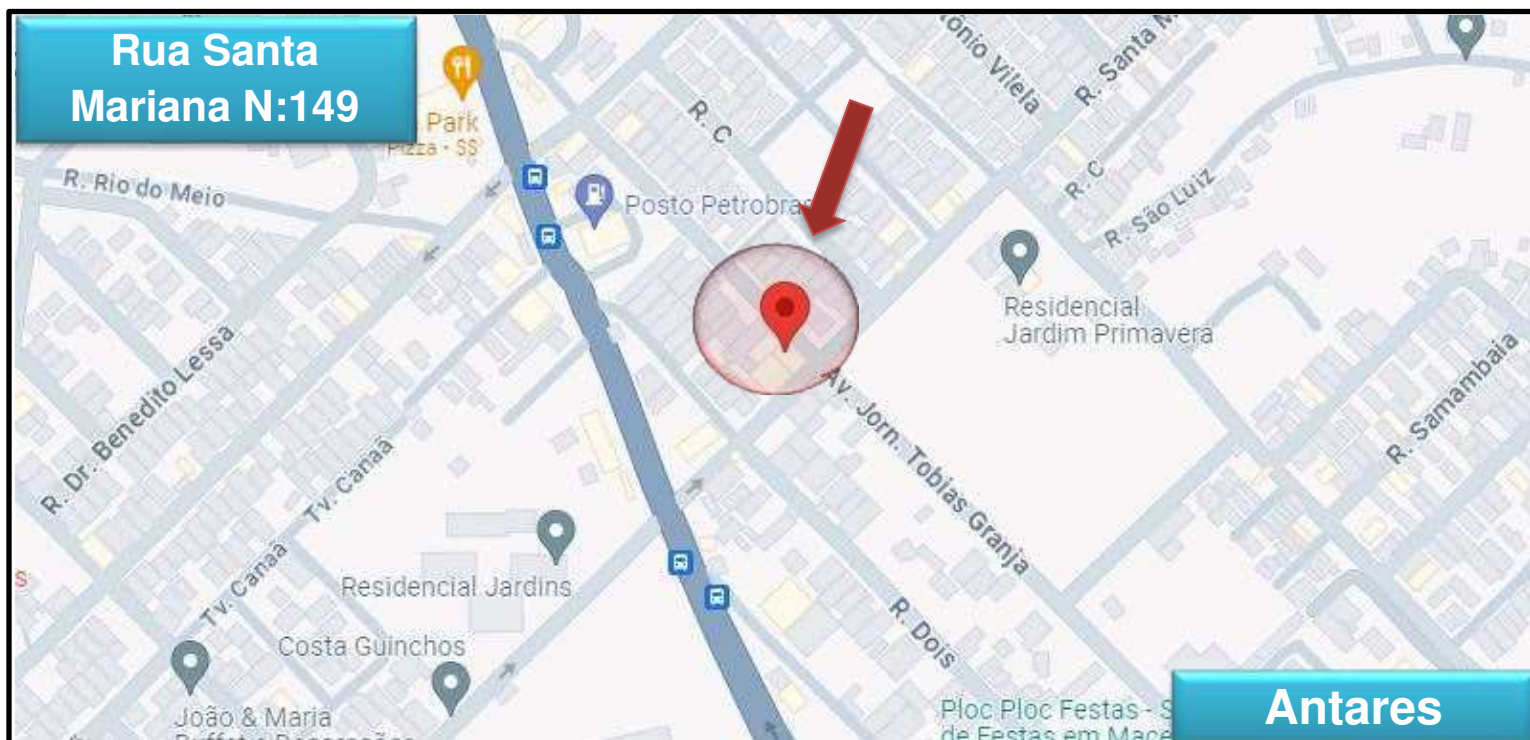 Rua Santa
Mariana N:149
Park
Pizza - SS
R. Rio do Meio
Posto Petrobras
R. C
R. Santa M
Vilela
R. C
R. São Luiz
Residencial
Jardim Primavera
R. Samambaia
R. Dr. Benedito Lessa
Tv. Canaã
Av. Jorn. Tobias Granja
Residencial Jardins
Tv. Canaã
R. Dois
Costa Guinchos
João & Maria
Ploc Ploc Festas - S
de Festas em Mace
Antares